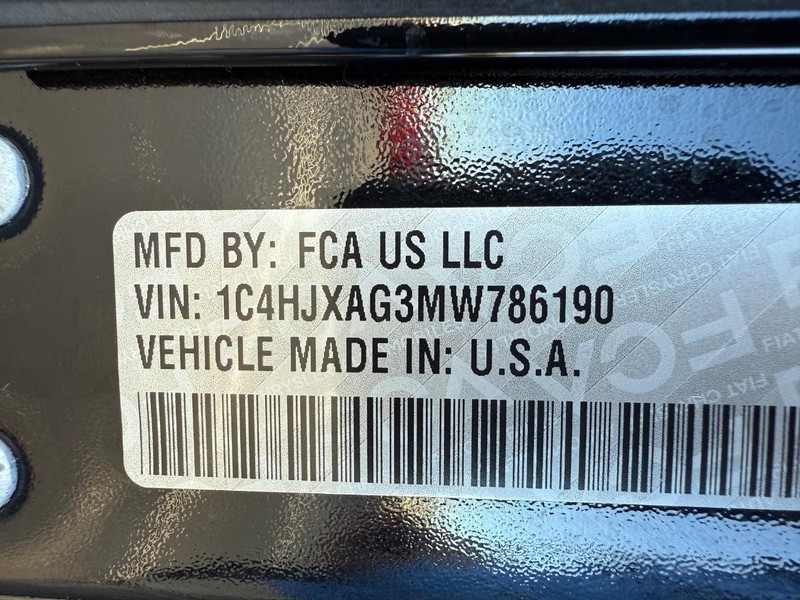 MFD BY: FCA US LLC
VIN: 1C4HJXAG3MW786190
VEHICLE MADE IN: U.S.A.